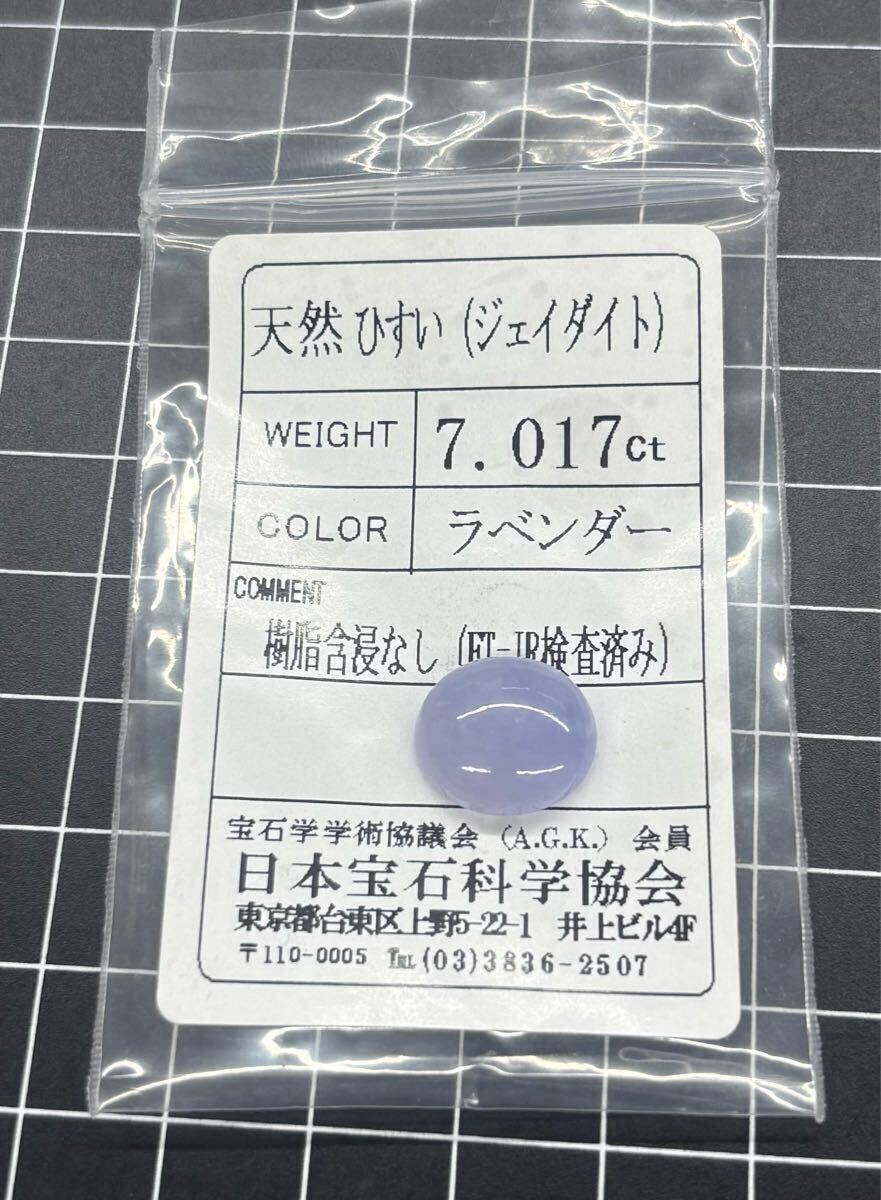 天然ひすい(ジェイダイト)
WEIGHT 7.017ct
COLOR ラベンダー
COMMENT
樹脂含浸なし(FT-IR検査済み)
宝石学学術協議会(A.G.K.)会員
日本宝石科学協会
東京都台東区上野5-22-1 井上ビル4F
〒110-0005 TEL(03)3836-2507